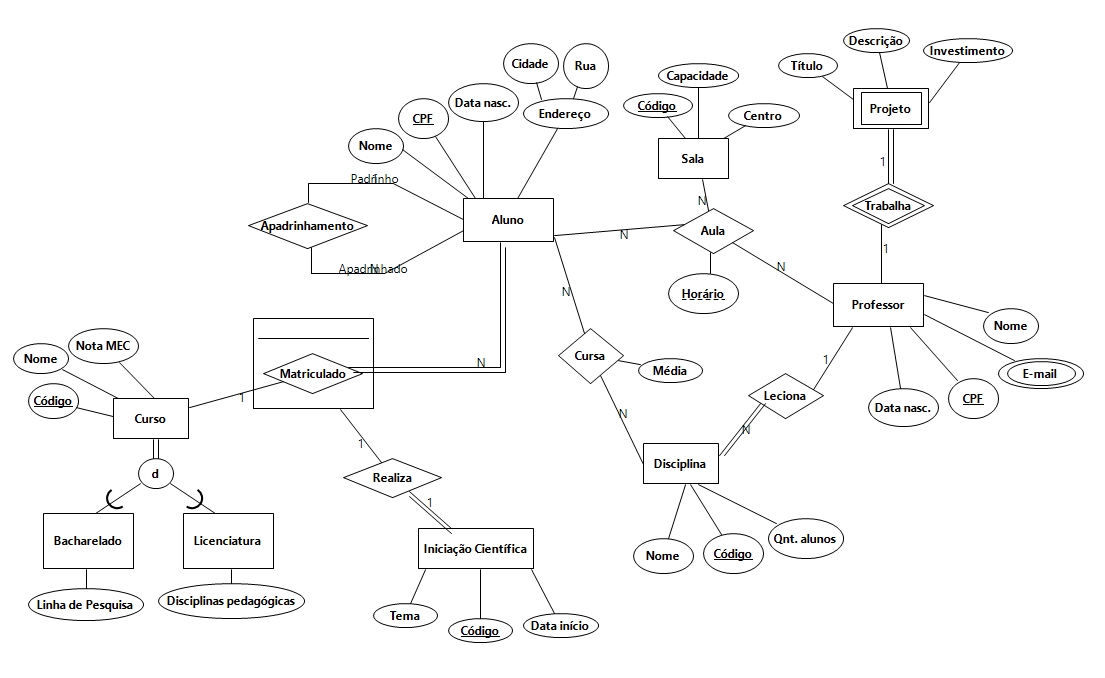 Descrição
Investimento
Título
Projeto
1
Trabalha
1
Cidade
Rua
Data nasc.
Endereço
CPF
Nome
Aluno
Capacidade
Código
Centro
Sala
N
Aula
N
N
Horário
Padrinho
1
Apadrinhamento
Apadrinhado
N
Professor
Nome
E-mail
CPF
Data nasc.
1
Leciona
N
N
Cursa
Média
N
Disciplina
Nome
Código
Qnt. alunos
N
Matriculado
1
Nome
Nota MEC
Código
Curso
d
Bacharelado
Licenciatura
Linha de Pesquisa
Disciplinas pedagógicas
1
Realiza
1
Iniciação Científica
Tema
Código
Data início